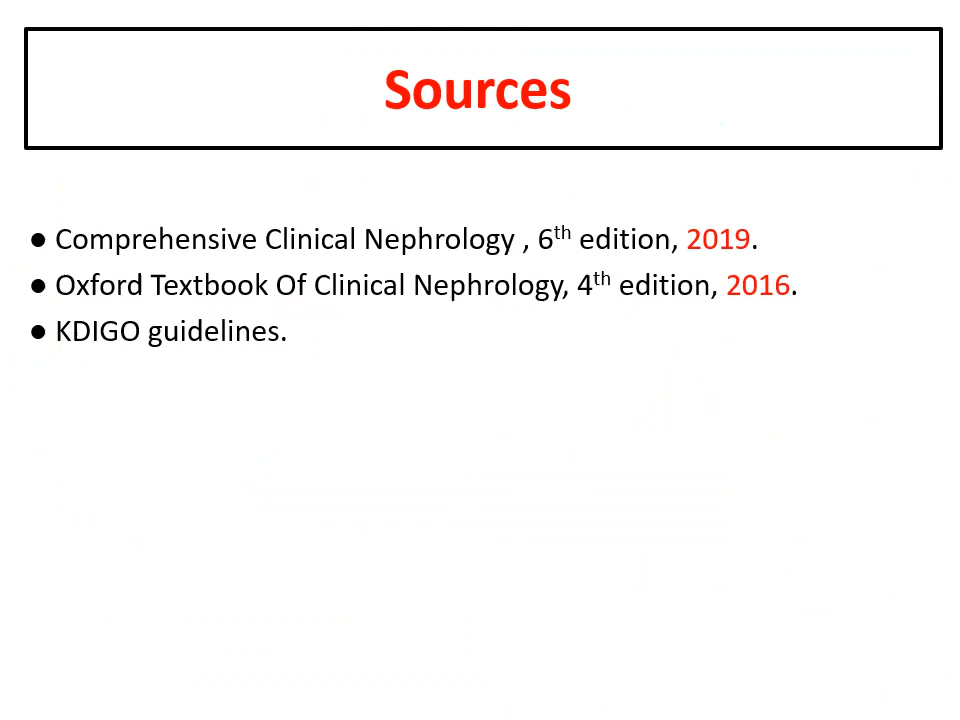 Sources
● Comprehensive Clinical Nephrology , 6th edition, 2019.
● Oxford Textbook Of Clinical Nephrology, 4th edition, 2016.
● KDIGO guidelines.